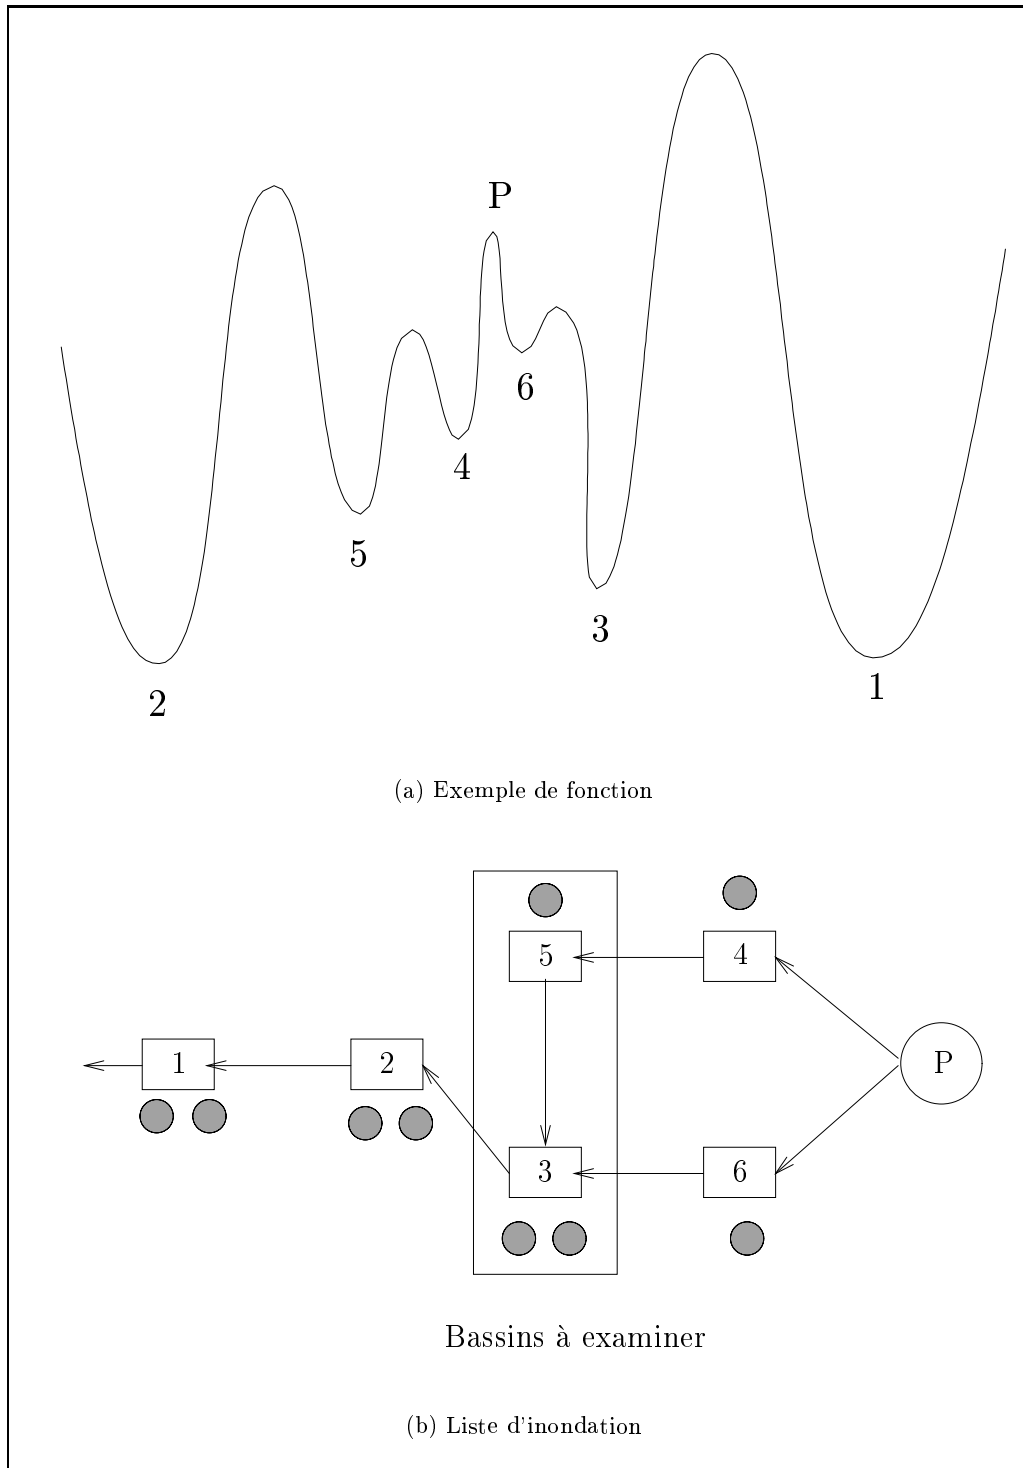 P
6
4
5
3
1
2
(a) Exemple de fonction
5 4
1 2 P
3 6
Bassins à examiner
(b) Liste d'inondation